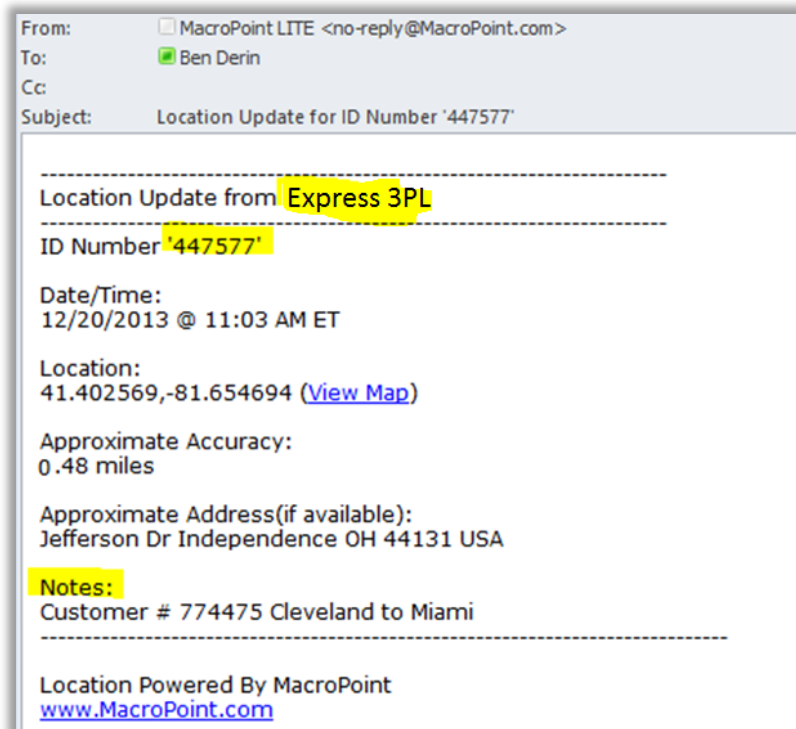 From: MacroPoint LITE <no-reply@MacroPoint.com>
To: Ben Derin
Cc:
Subject: Location Update for ID Number '447577'
--------------------------------------------------------------------
Location Update from Express 3PL
--------------------------------------------------------------------
ID Number '447577'
Date/Time:
12/20/2013 @ 11:03 AM ET
Location:
41.402569,-81.654694 (View Map)
Approximate Accuracy:
0.48 miles
Approximate Address(if available):
Jefferson Dr Independence OH 44131 USA
Notes:
Customer # 774475 Cleveland to Miami
---------------------------------------------------------------------------
Location Powered By MacroPoint
www.MacroPoint.com